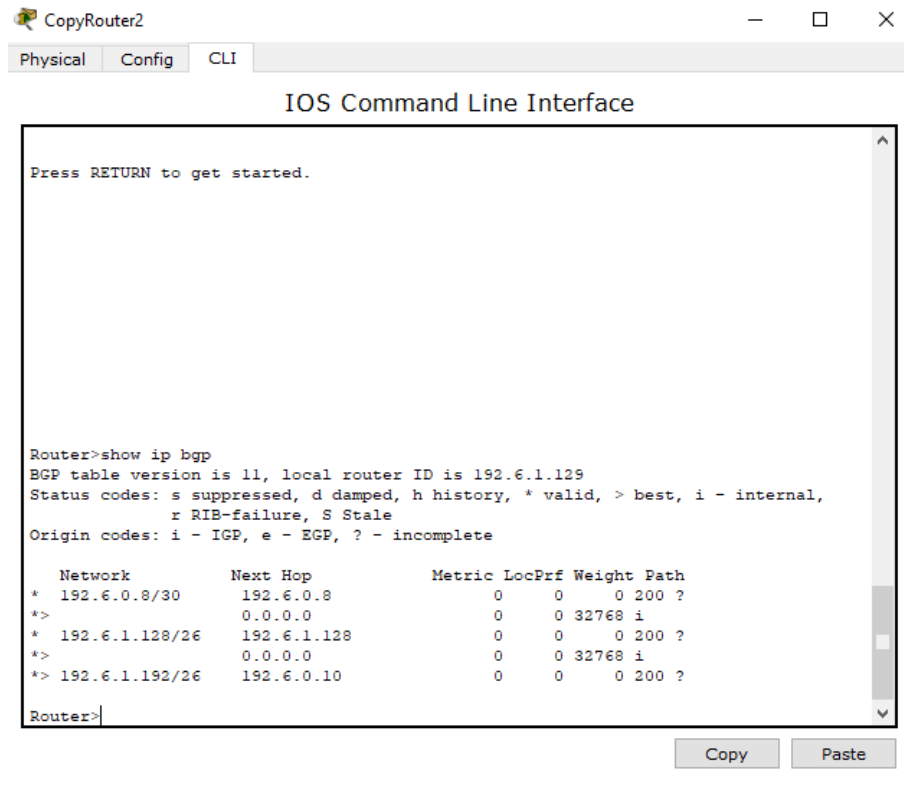 CopyRouter2
Physical Config CLI
IOS Command Line Interface
Press RETURN to get started.
Router>show ip bgp
BGP table version is 11, local router ID is 192.6.1.129
Status codes: s suppressed, d damped, h history, * valid, > best, i - internal,
              r RIB-failure, S Stale
Origin codes: i - IGP, e - EGP, ? - incomplete
   Network          Next Hop            Metric LocPrf Weight Path
*  192.6.0.8/30      192.6.0.8               0      0      0 200 ?
*>                   0.0.0.0                 0      0 32768 i
*  192.6.1.128/26    192.6.1.128             0      0      0 200 ?
*>                   0.0.0.0                 0      0 32768 i
*> 192.6.1.192/26    192.6.0.10              0      0      0 200 ?
Router>
Copy Paste